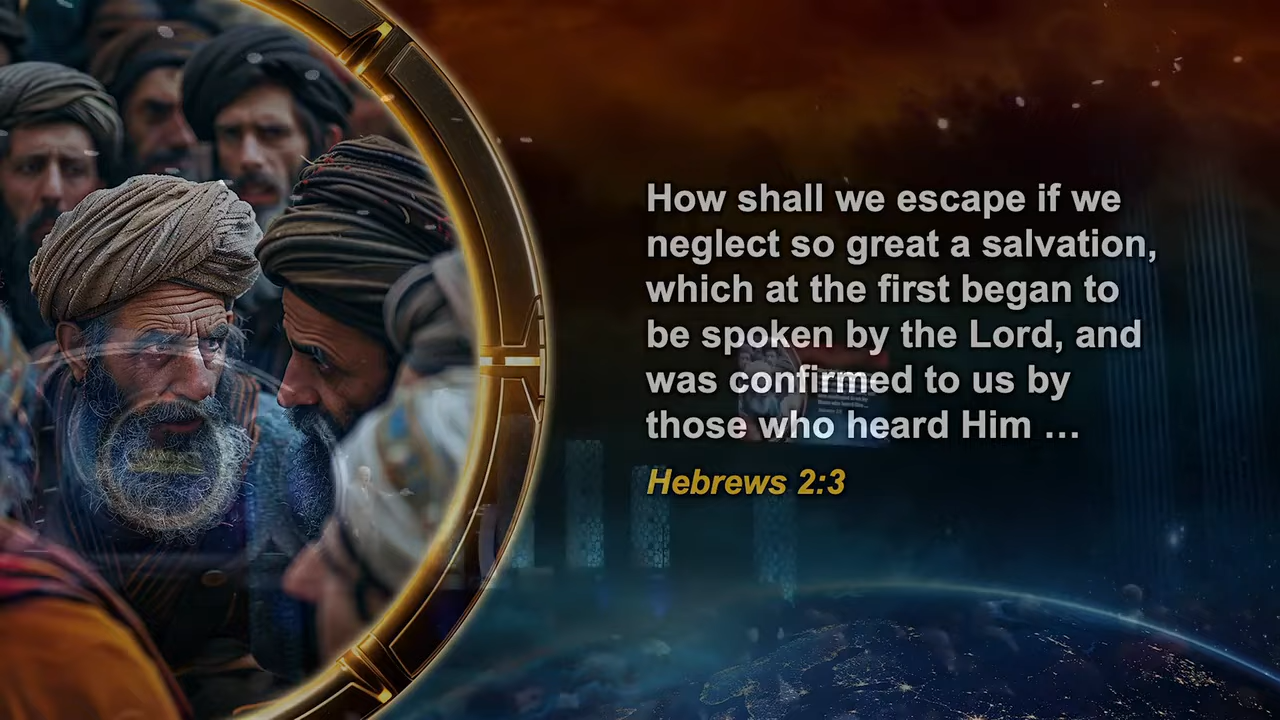 How shall we escape if we
neglect so great a salvation,
which at the first began to
be spoken by the Lord, and
was confirmed to us by
those who heard Him …
Hebrews 2:3